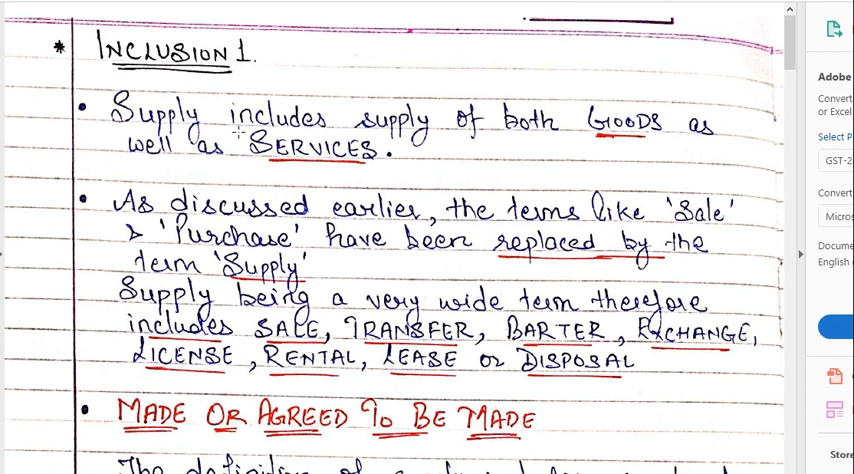 * INCLUSION 1.
• Supply includes supply of both GOODS as
well as SERVICES.
• As discussed earlier, the terms like 'Sale'
& 'Purchase' have been replaced by the
term 'Supply'
Supply being a very wide term therefore
includes SALE, TRANSFER, BARTER, EXCHANGE,
LICENSE, RENTAL, LEASE or DISPOSAL
• MADE OR AGREED TO BE MADE
The definition of
Adobe
Convert
or Excel
Select P
GST-2
Convert
Micros
Docume
English
Store